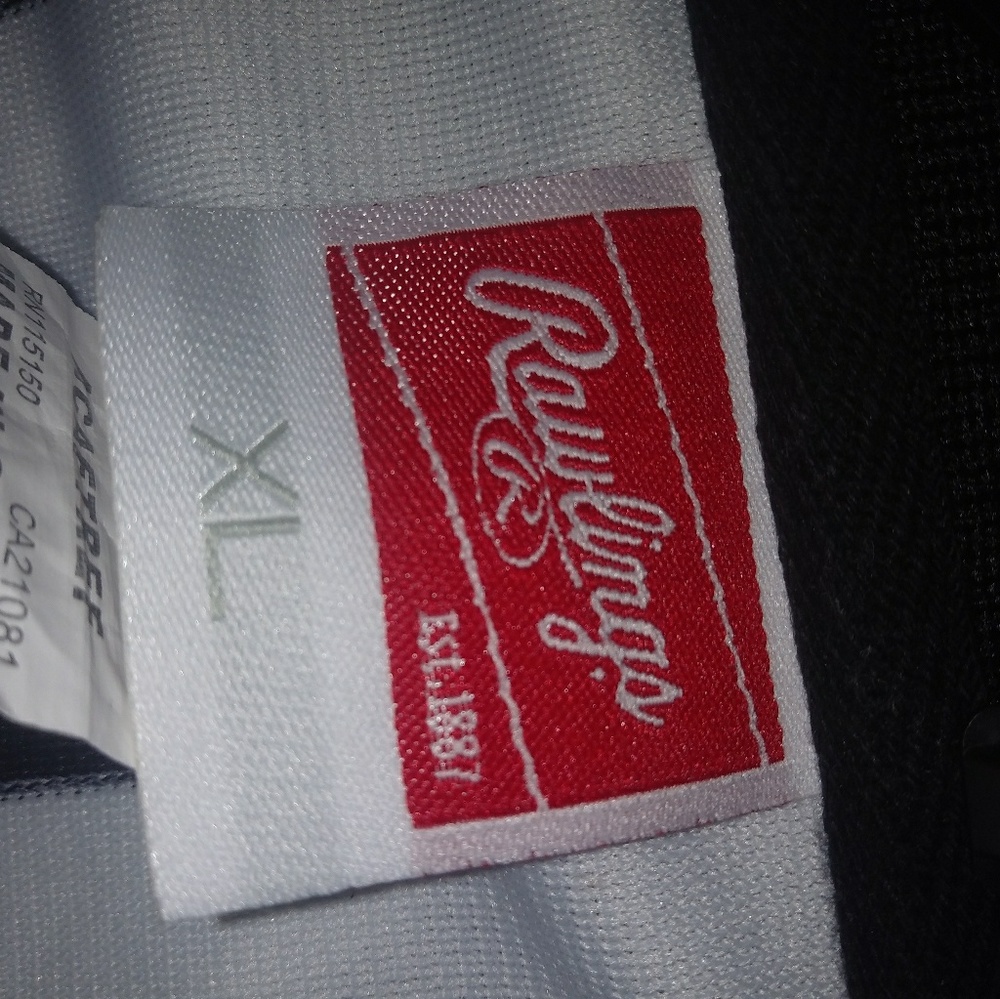 Rawlings
R
EST. 1887
XL
RN115150
CA21081